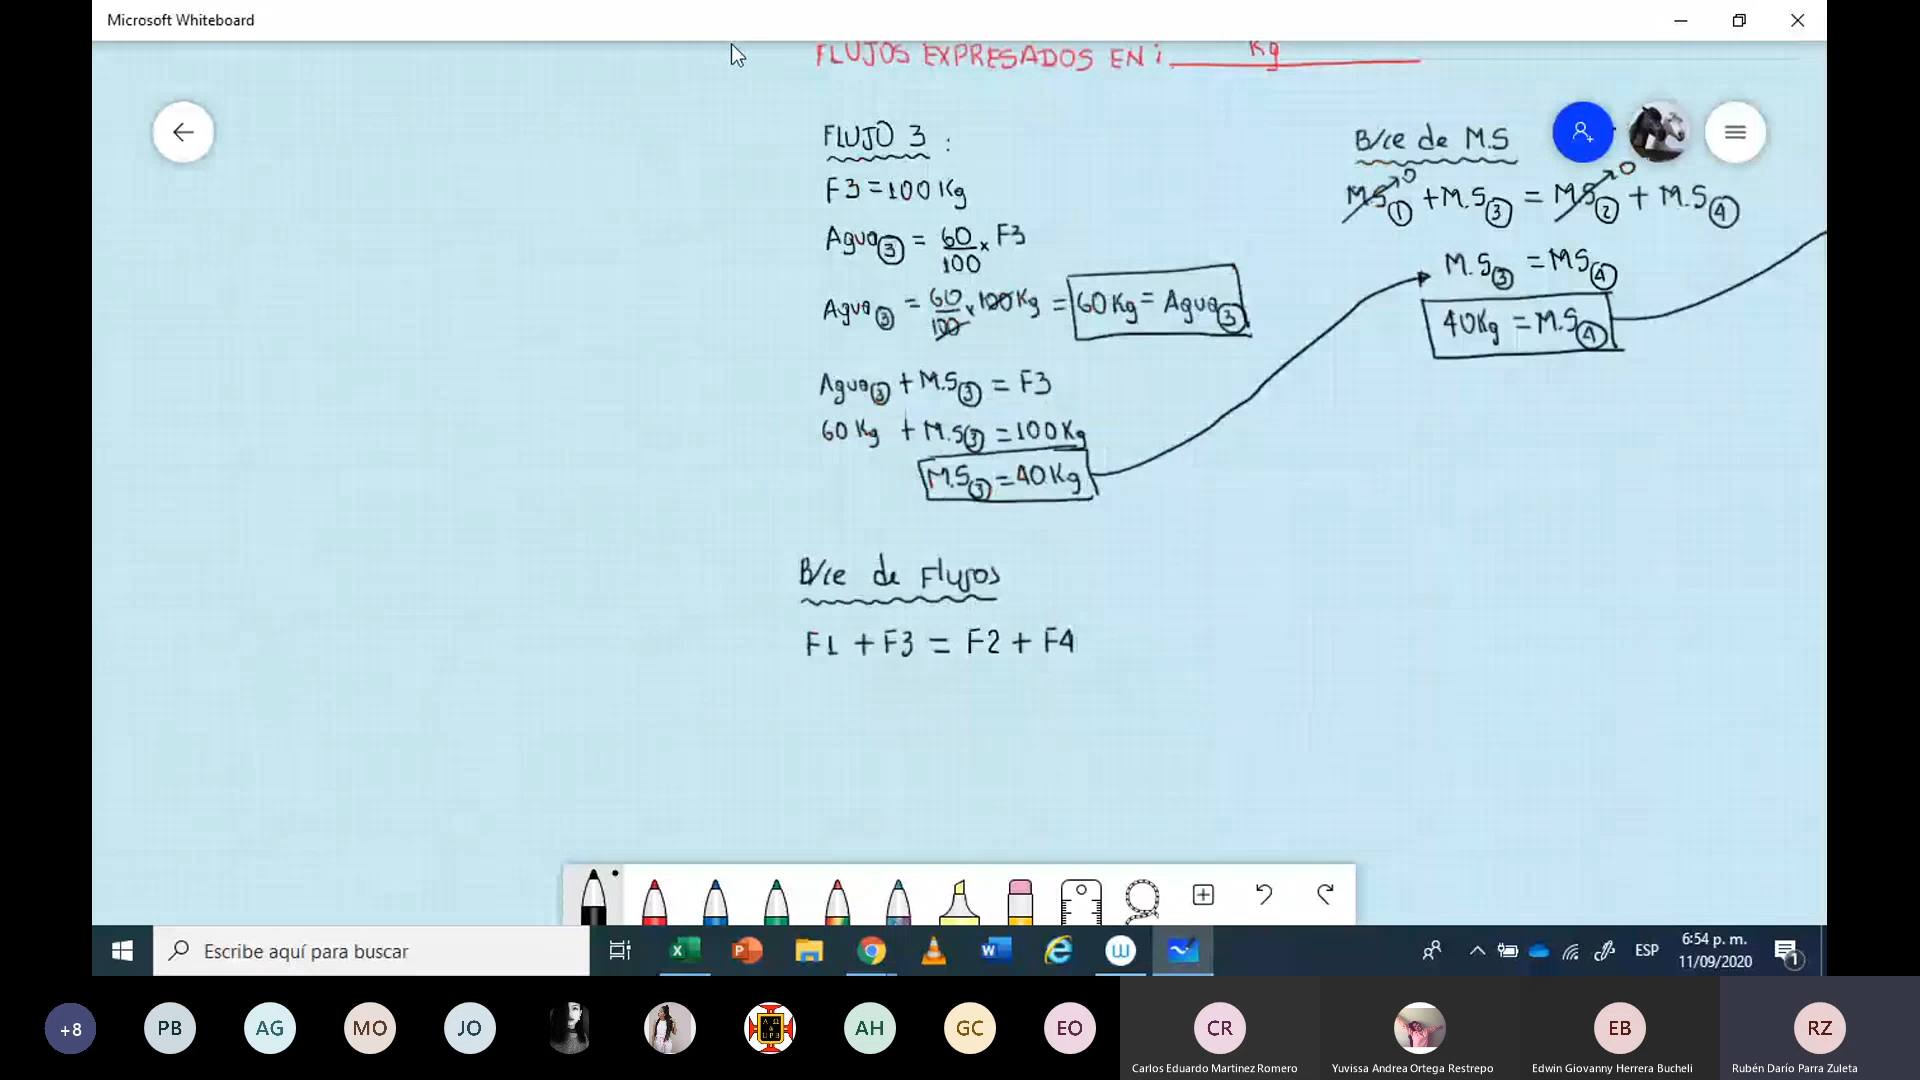 Microsoft Whiteboard
FLUJOS EXPRESADOS EN: Kg
FLUJO 3 :
F3 = 100 Kg
Agua③ = 60/100 × F3
Agua③ = 60/100 × 100 Kg = 60 Kg = Agua③
Agua③ + M.S③ = F3
60 Kg + M.S③ = 100 Kg
M.S③ = 40 Kg
B/ce de Flujos
F1 + F3 = F2 + F4
B/ce de M.S
M.S① 0 + M.S③ = M.S② 0 + M.S④
M.S③ = MS④
40 Kg = M.S④
Escribe aquí para buscar
ESP
6:54 p. m.
11/09/2020
1
+8
PB
AG
MO
JO
AH
GC
EO
CR
EB
RZ
Carlos Eduardo Martinez Romero
Yuvissa Andrea Ortega Restrepo
Edwin Giovanny Herrera Bucheli
Rubén Darío Parra Zuleta